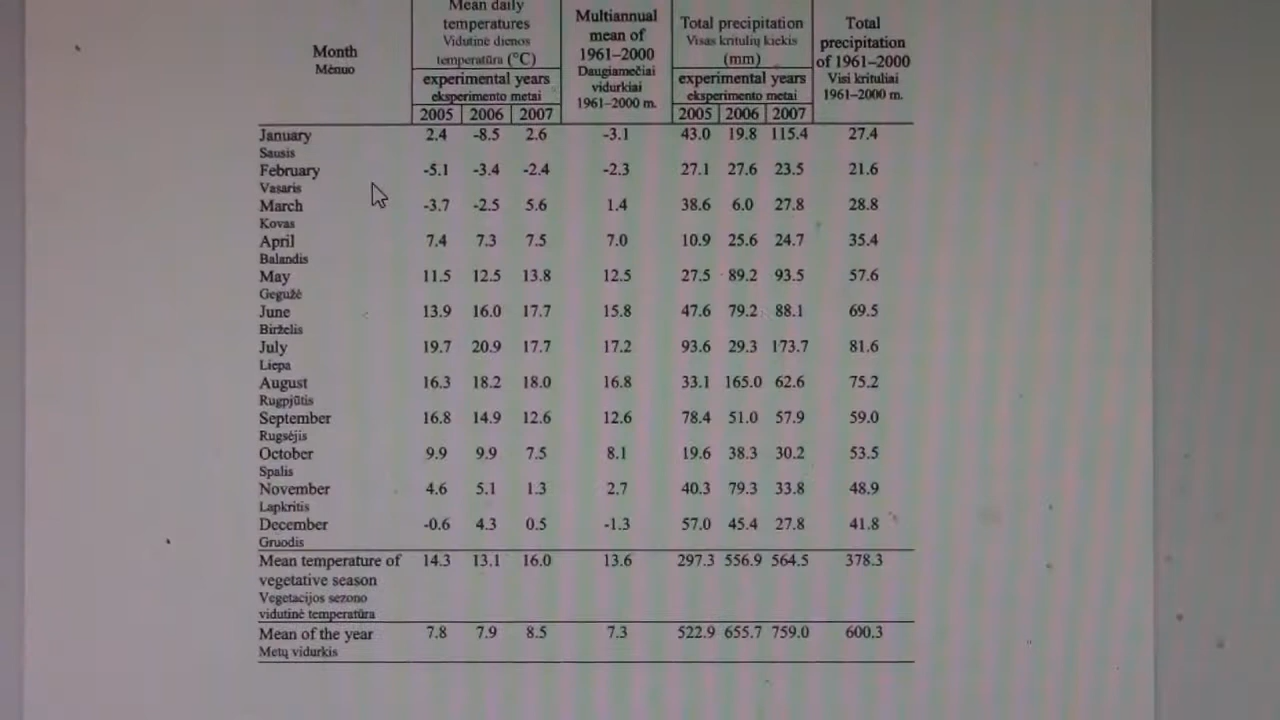 Month
Mėnuo
Mean daily
temperatures
Vidutinė dienos
temperatūra (°C)
experimental years
eksperimento metai
2005 2006 2007
Multiannual
mean of
1961–2000
Daugiamečiai
vidurkiai
1961–2000 m.
Total precipitation
Visas kritulių kiekis
(mm)
experimental years
eksperimento metai
2005 2006 2007
Total
precipitation
of 1961–2000
Visi krituliai
1961–2000 m.
January 2.4 -8.5 2.6 -3.1 43.0 19.8 115.4 27.4
Sausis
February -5.1 -3.4 -2.4 -2.3 27.1 27.6 23.5 21.6
Vasaris
March -3.7 -2.5 5.6 1.4 38.6 6.0 27.8 28.8
Kovas
April 7.4 7.3 7.5 7.0 10.9 25.6 24.7 35.4
Balandis
May 11.5 12.5 13.8 12.5 27.5 89.2 93.5 57.6
Gegužė
June 13.9 16.0 17.7 15.8 47.6 79.2 88.1 69.5
Birželis
July 19.7 20.9 17.7 17.2 93.6 29.3 173.7 81.6
Liepa
August 16.3 18.2 18.0 16.8 33.1 165.0 62.6 75.2
Rugpjūtis
September 16.8 14.9 12.6 12.6 78.4 51.0 57.9 59.0
Rugsėjis
October 9.9 9.9 7.5 8.1 19.6 38.3 30.2 53.5
Spalis
November 4.6 5.1 1.3 2.7 40.3 79.3 33.8 48.9
Lapkritis
December -0.6 4.3 0.5 -1.3 57.0 45.4 27.8 41.8
Gruodis
Mean temperature of 14.3 13.1 16.0 13.6 297.3 556.9 564.5 378.3
vegetative season
Vegetacijos sezono
vidutinė temperatūra
Mean of the year 7.8 7.9 8.5 7.3 522.9 655.7 759.0 600.3
Metų vidurkis